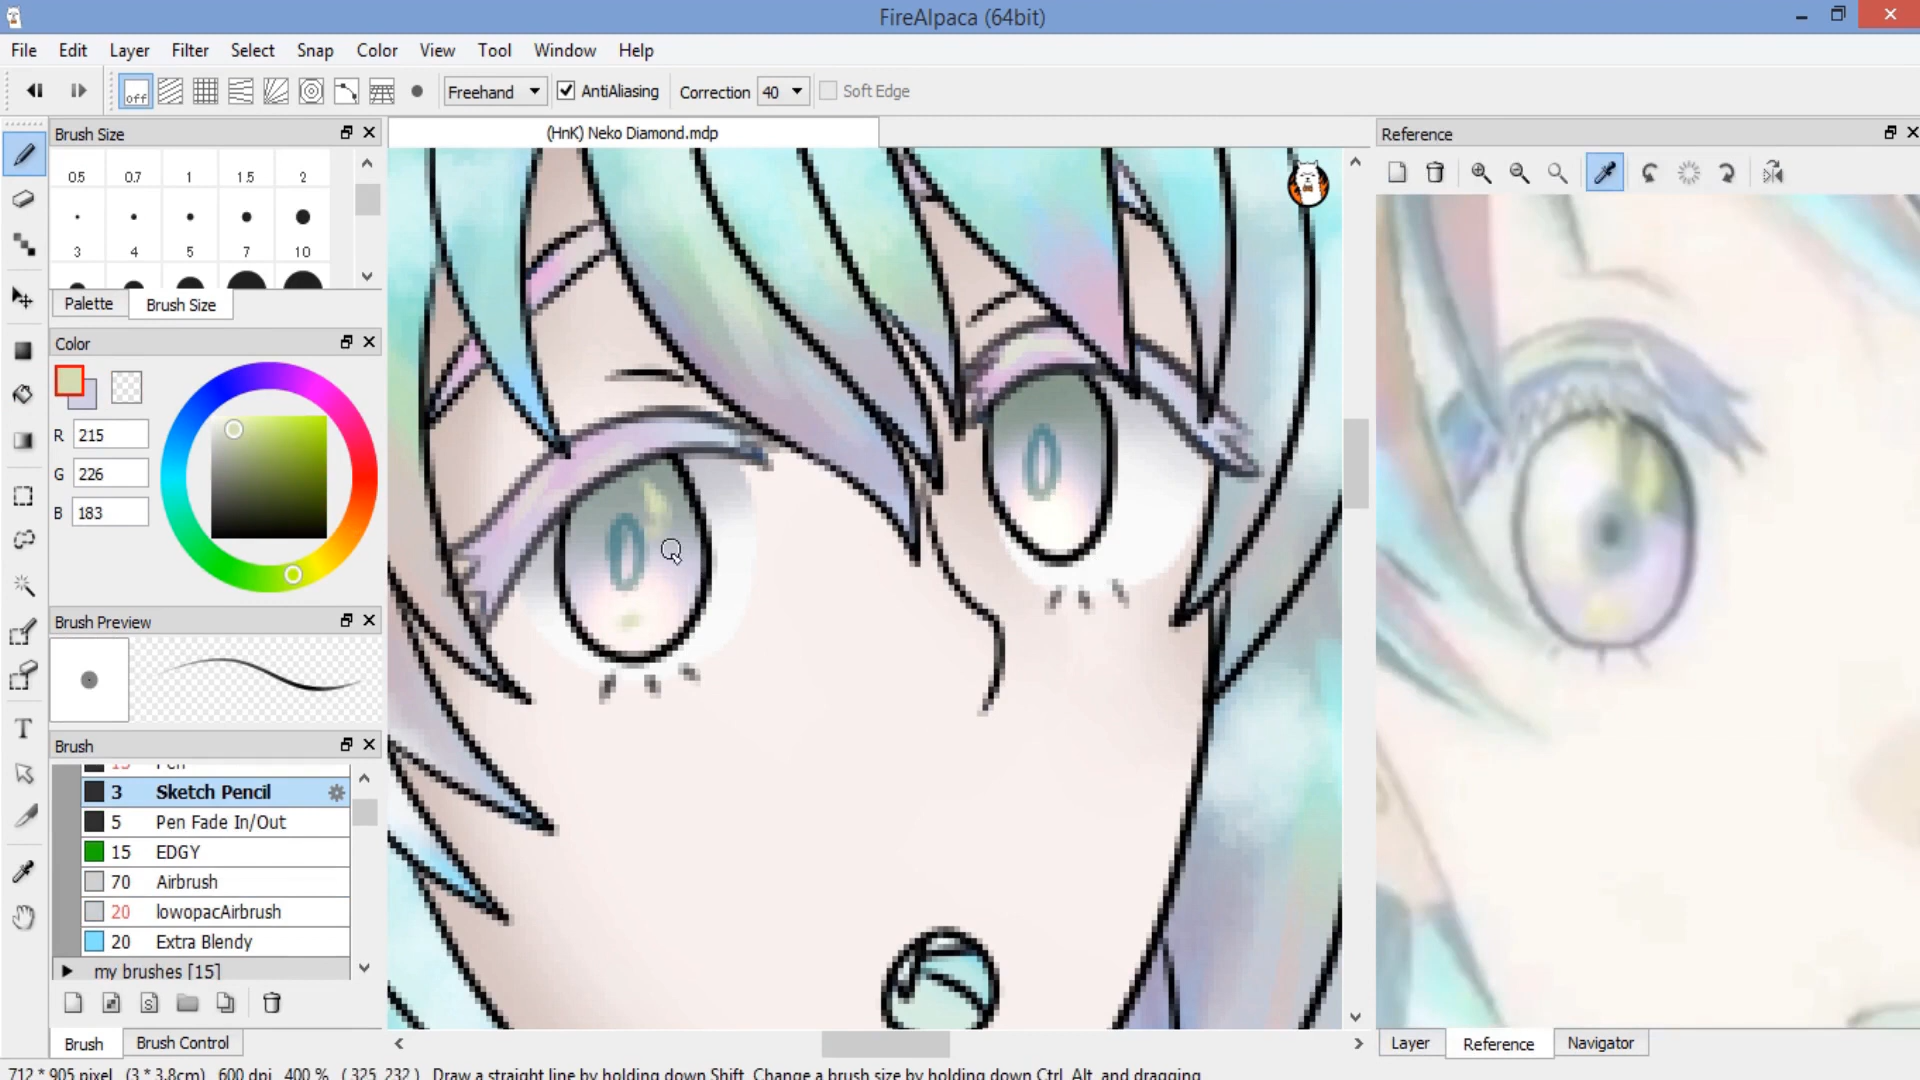 FireAlpaca (64bit)
File Edit Layer Filter Select Snap Color View Tool Window Help
off Freehand AntiAliasing Correction 40 Soft Edge
Brush Size (HnK) Neko Diamond.mdp Reference
0.5 0.7 1 1.5 2
3 4 5 7 10
Palette Brush Size
Color
R 215
G 226
B 183
Brush Preview
Brush
15 Pen
3 Sketch Pencil
5 Pen Fade In/Out
15 EDGY
70 Airbrush
20 lowopacAirbrush
20 Extra Blendy
my brushes [15]
S
Brush Brush Control Layer Reference Navigator
712 * 905 pixel (3 * 3.8cm) 600 dpi 400 % (325, 232) Draw a straight line by holding down Shift, Change a brush size by holding down Ctrl, Alt, and dragging
T